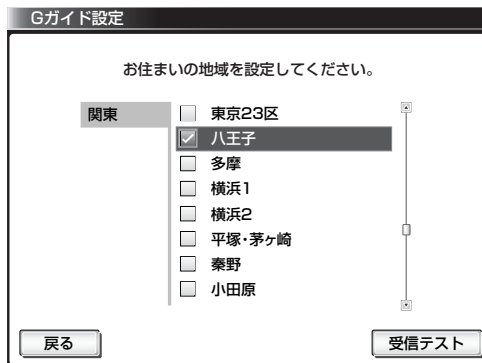 Gガイド設定
お住まいの地域を設定してください。
関東
東京23区
八王子
多摩
横浜1
横浜2
平塚・茅ヶ崎
秦野
小田原
戻る
受信テスト